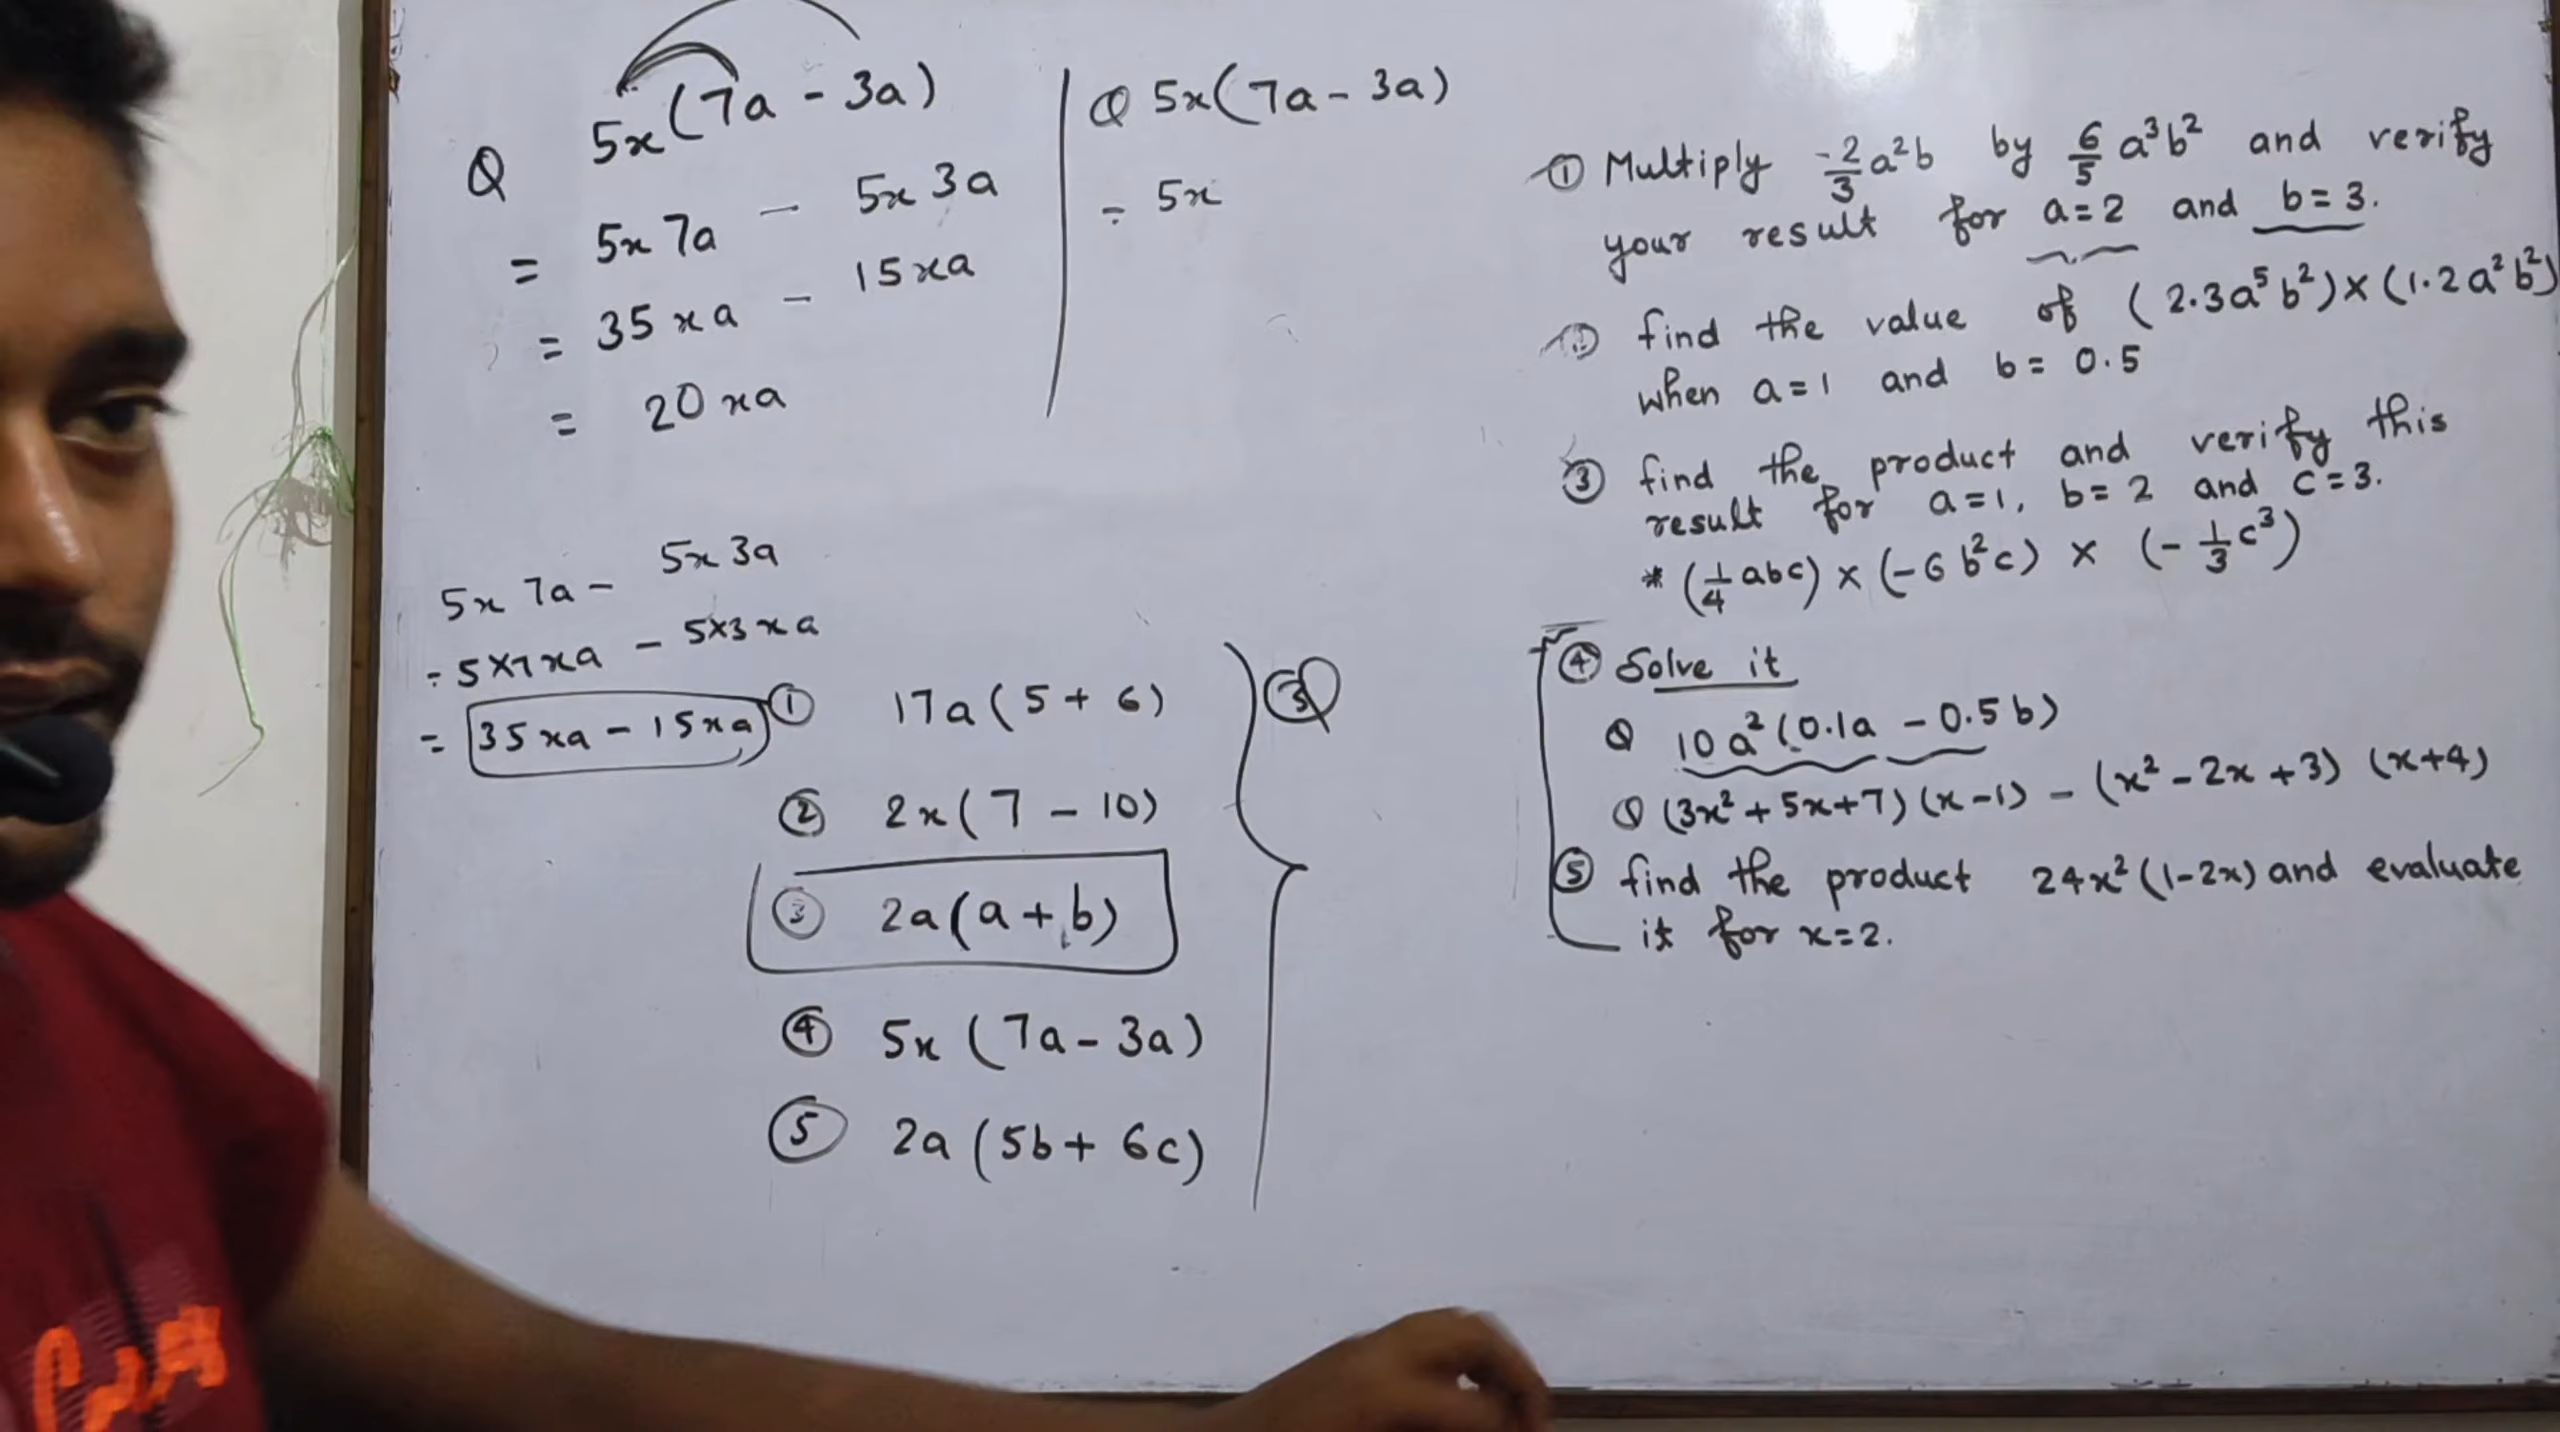 Q 5x(7a - 3a)
= 5x 7a - 5x 3a
= 35xa - 15xa
= 20xa
Q 5x(7a - 3a)
= 5x
5x 7a - 5x 3a
= 5×7xa - 5×3xa
= 35xa - 15xa
① 17a(5 + 6)
② 2x(7 - 10)
③ 2a(a + b)
④ 5x(7a - 3a)
⑤ 2a(5b + 6c)
① Multiply -2/3 a²b by 6/5 a³b² and verify
your result for a=2 and b=3.
② find the value of (2.3a⁵b²)×(1.2a²b²)
when a=1 and b=0.5
③ find the product and verify this
result for a=1, b=2 and c=3.
* (1/4 abc) × (-6b²c) × (-1/3 c³)
④ Solve it
Q 10a²(0.1a - 0.5b)
Q (3x²+5x+7)(x-1) - (x²-2x+3)(x+4)
⑤ find the product 24x²(1-2x) and evaluate
it for x=2.